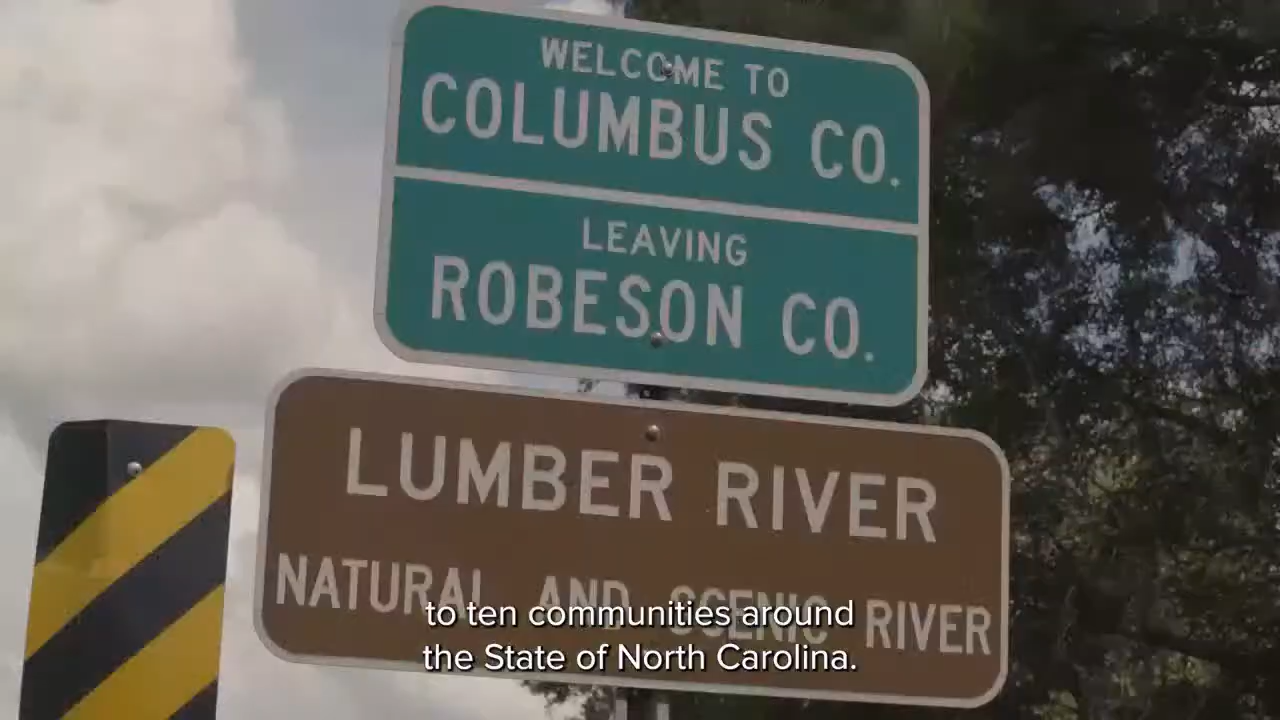 WELCOME TO
COLUMBUS CO.
LEAVING
ROBESON CO.
LUMBER RIVER
NATURAL AND SCENIC RIVER
to ten communities around
the State of North Carolina.